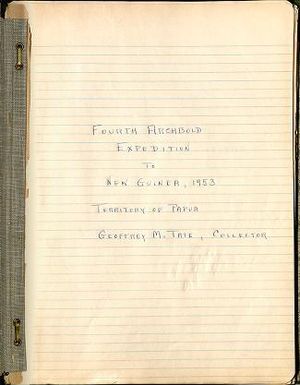 FOURTH ARCHBOLD
EXPEDITION
TO
NEW GUINEA, 1953
TERRITORY OF PAPUA
GEOFFREY M. TATE, COLLECTOR